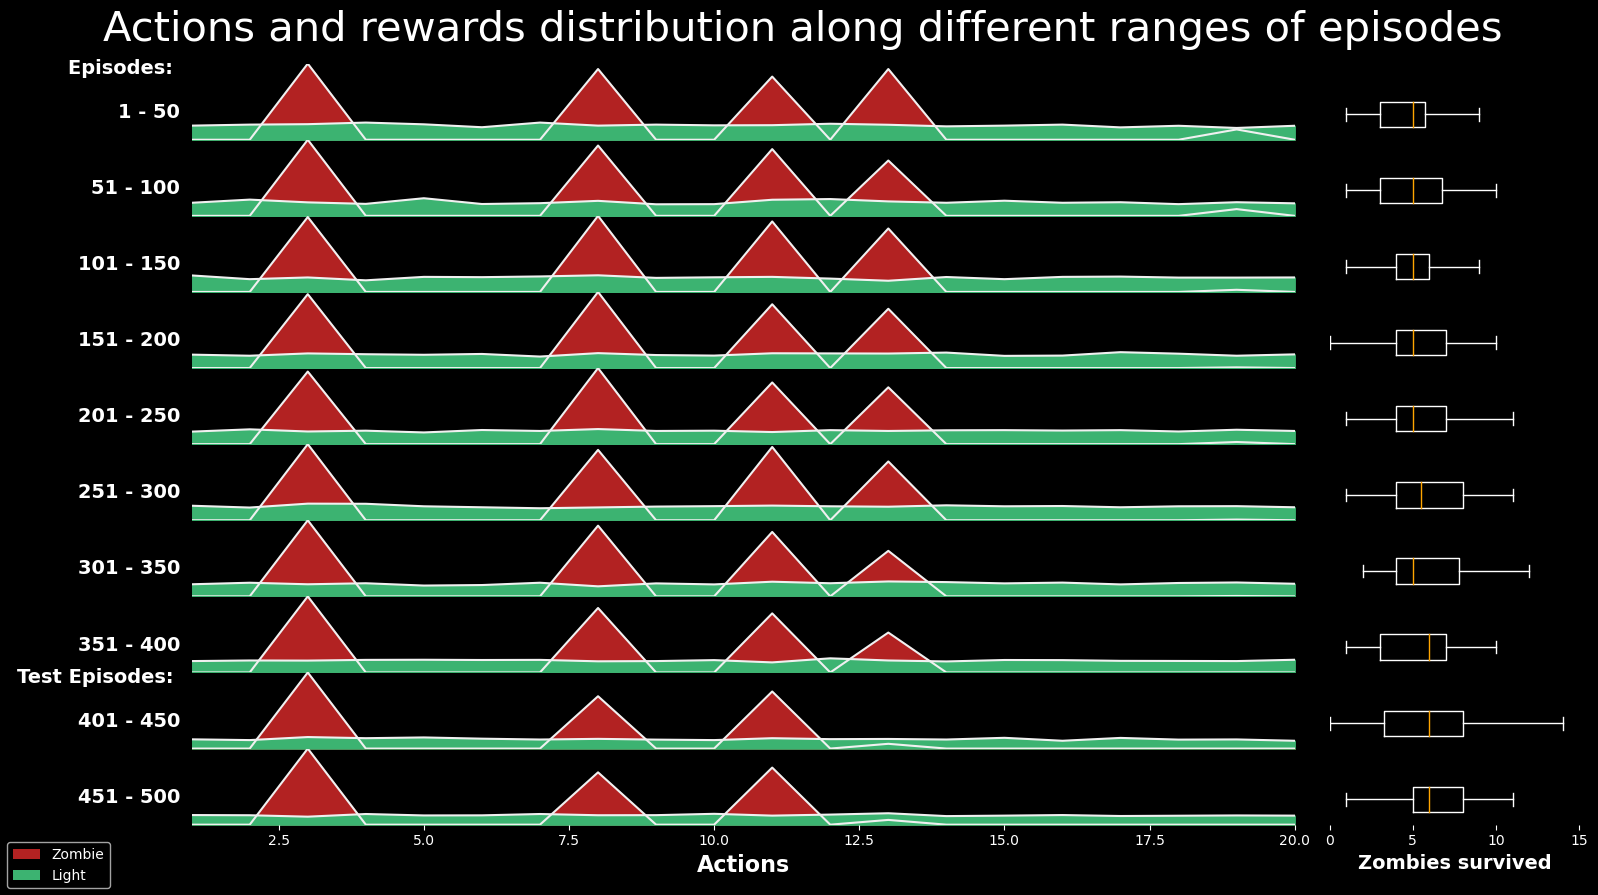 Actions and rewards distribution along different ranges of episodes
Episodes:
1 - 50
51 - 100
101 - 150
151 - 200
201 - 250
251 - 300
301 - 350
351 - 400
Test Episodes:
401 - 450
451 - 500
2.5 5.0 7.5 10.0 12.5 15.0 17.5 20.0 0 5 10 15
Actions Zombies survived
Zombie
Light